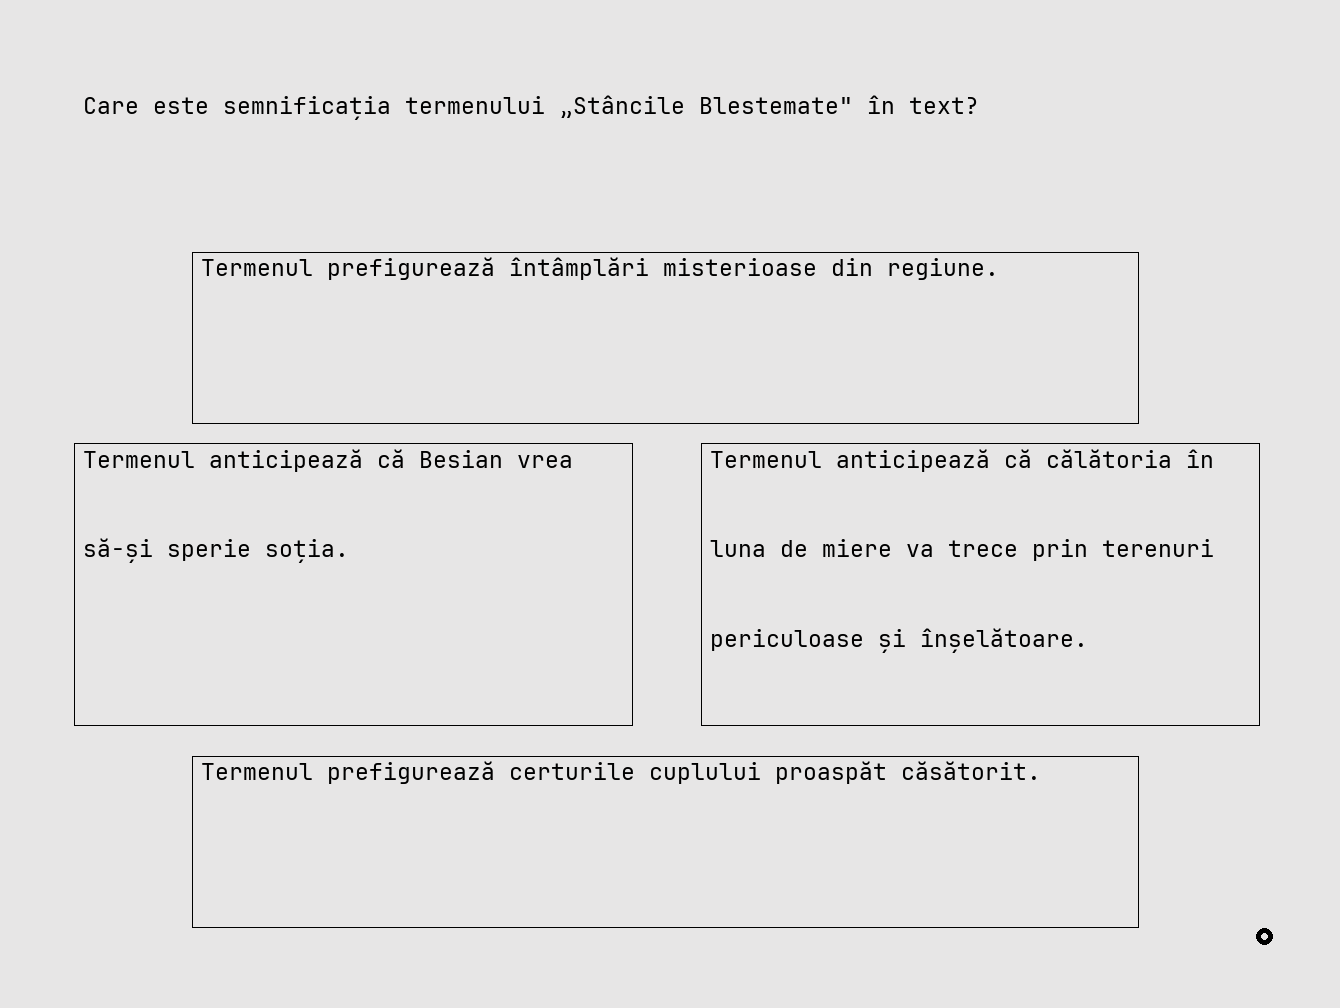 Care este semnificația termenului „Stâncile Blestemate" în text?
Termenul prefigurează întâmplări misterioase din regiune.
Termenul anticipează că Besian vrea
să-și sperie soția.
Termenul anticipează că călătoria în
luna de miere va trece prin terenuri
periculoase și înșelătoare.
Termenul prefigurează certurile cuplului proaspăt căsătorit.